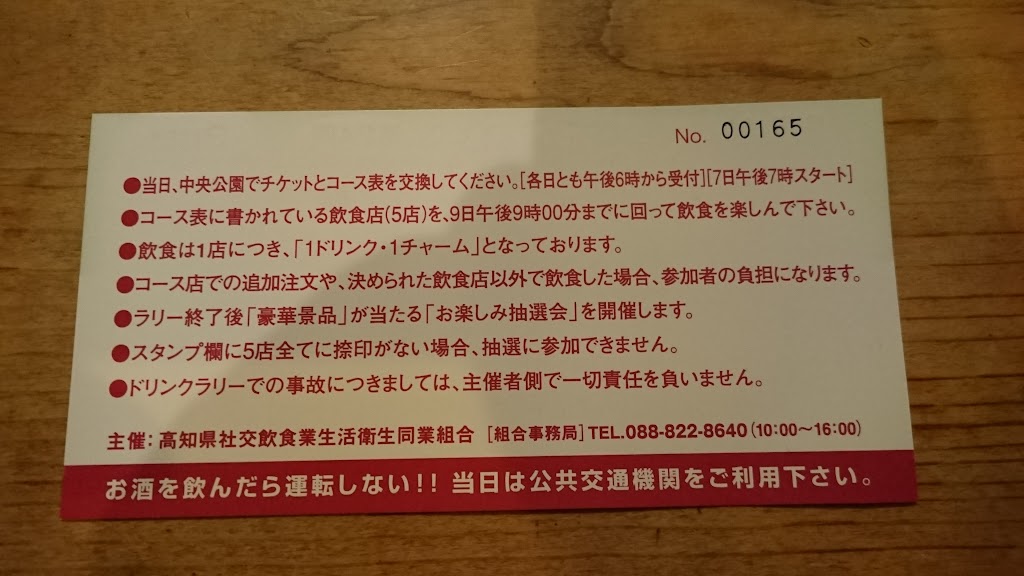 No. 00165
●当日、中央公園でチケットとコース表を交換してください。[各日とも午後6時から受付][7日午後7時スタート]
●コース表に書かれている飲食店(5店)を、9日午後9時00分までに回って飲食を楽しんで下さい。
●飲食は1店につき、「1ドリンク・1チャーム」となっております。
●コース店での追加注文や、決められた飲食店以外で飲食した場合、参加者の負担になります。
●ラリー終了後「豪華景品」が当たる「お楽しみ抽選会」を開催します。
●スタンプ欄に5店全てに捺印がない場合、抽選に参加できません。
●ドリンクラリーでの事故につきましては、主催者側で一切責任を負いません。
主催：高知県社交飲食業生活衛生同業組合 [組合事務局]TEL.088-822-8640(10:00～16:00)
お酒を飲んだら運転しない!! 当日は公共交通機関をご利用下さい。